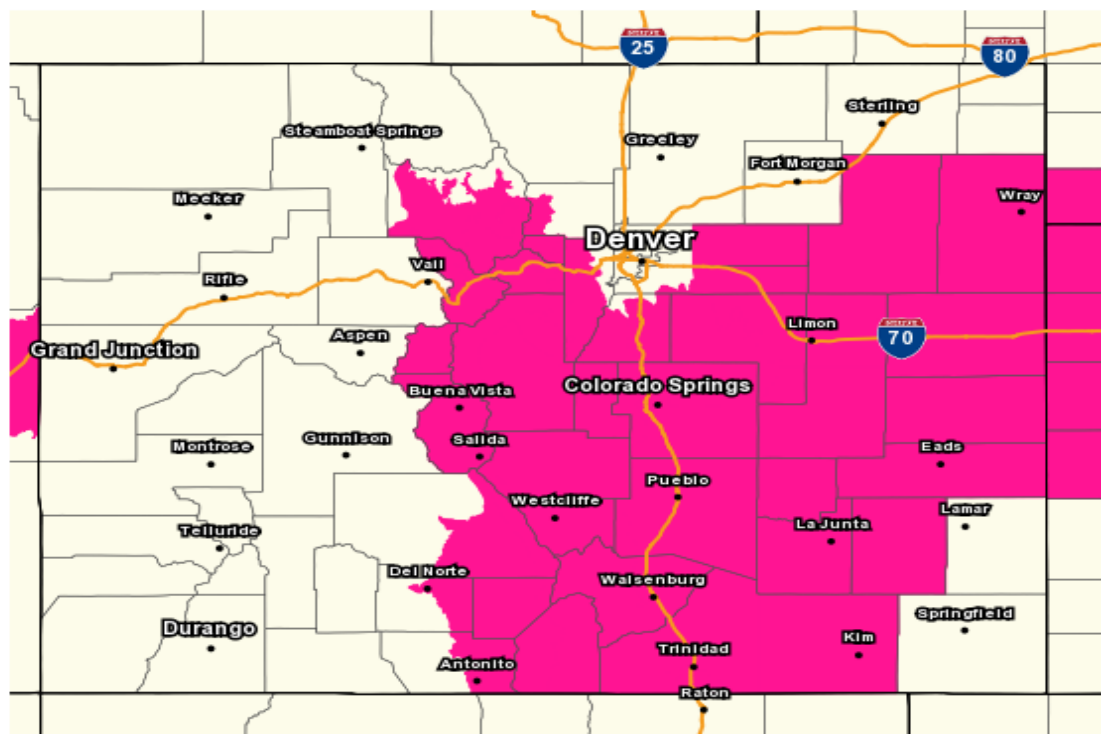 25
INTERSTATE
80
Sterling
Steamboat Springs
Greeley
Fort Morgan
Meeker
Wray
Denver
Vail
Rifle
Limon
INTERSTATE
70
Aspen
Grand Junction
Colorado Springs
Buena Vista
Gunnison
Salida
Montrose
Eads
Pueblo
Westcliffe
Lamar
La Junta
Telluride
Del Norte
Walsenburg
Springfield
Durango
Kim
Trinidad
Antonito
Raton